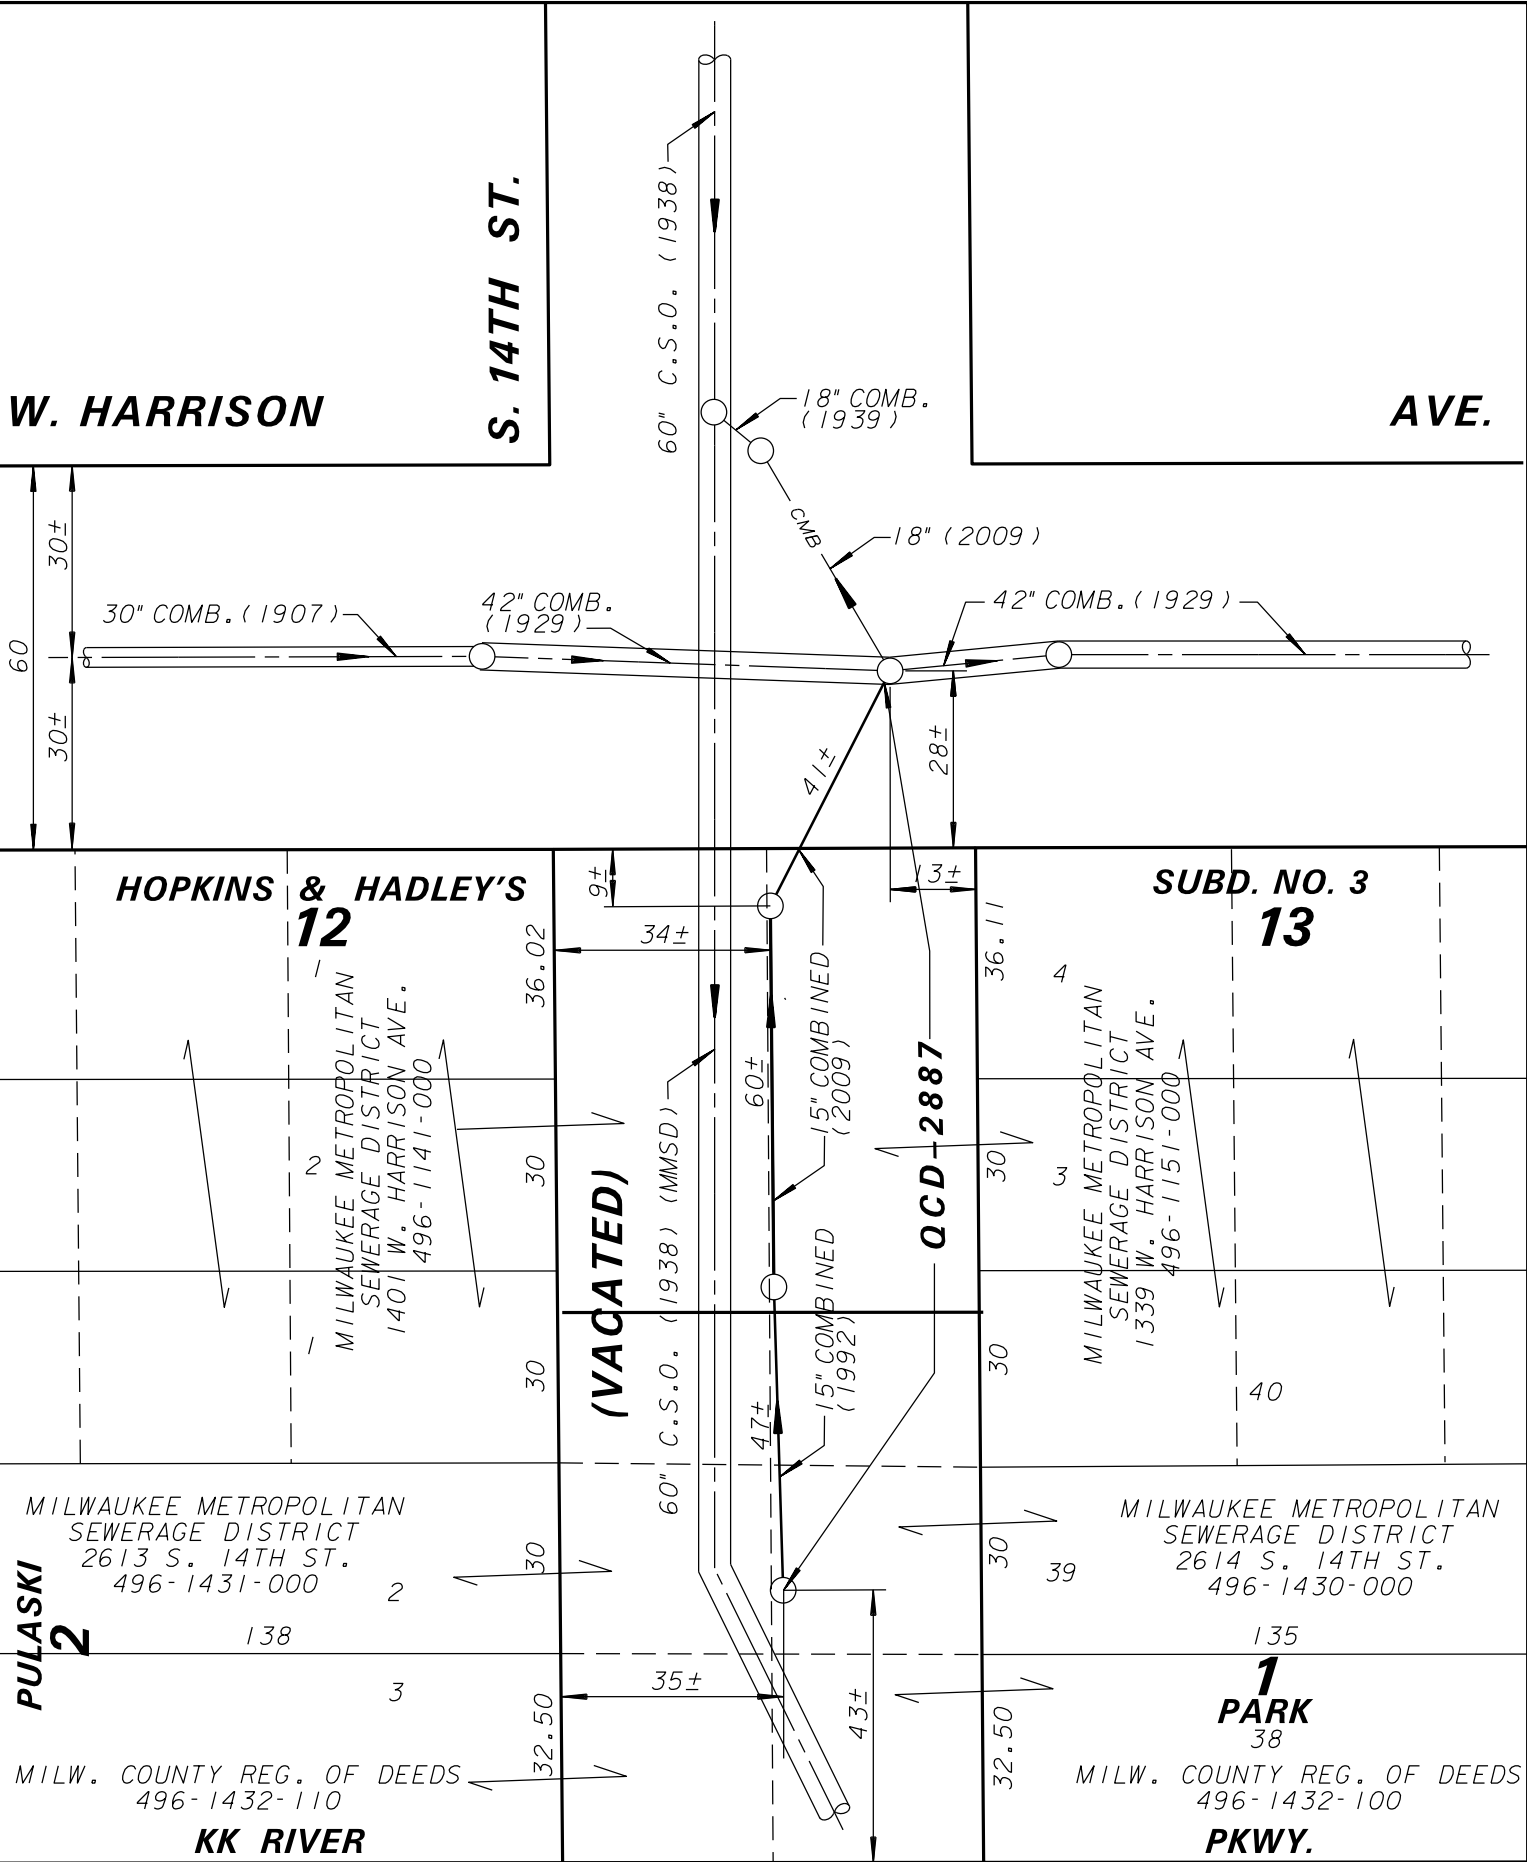 S. 14TH ST.
60" C.S.O. (1938)
W. HARRISON
AVE.
18" COMB.
(1939)
CMB
18" (2009)
30±
60
30±
30" COMB. (1907)
42" COMB.
(1929)
42" COMB. (1929)
41±
28±
HOPKINS & HADLEY'S
12
9±
13±
SUBD. NO. 3
13
34±
36.02
36.11
1
MILWAUKEE METROPOLITAN
SEWERAGE DISTRICT
1401 W. HARRISON AVE.
496-1141-000
2
1
30
30
60±
15" COMBINED
(2009)
QCD-2887
4
MILWAUKEE METROPOLITAN
SEWERAGE DISTRICT
1339 W. HARRISON AVE.
496-1151-000
3
30
30
40
(VACATED)
60" C.S.O. (1938) (MMSD)
15" COMBINED
(1992)
47±
MILWAUKEE METROPOLITAN
SEWERAGE DISTRICT
2613 S. 14TH ST.
496-1431-000
2
30
30
39
MILWAUKEE METROPOLITAN
SEWERAGE DISTRICT
2614 S. 14TH ST.
496-1430-000
PULASKI
2
138
135
1
PARK
38
3
35±
43±
32.50
32.50
MILW. COUNTY REG. OF DEEDS
496-1432-110
MILW. COUNTY REG. OF DEEDS
496-1432-100
KK RIVER
PKWY.